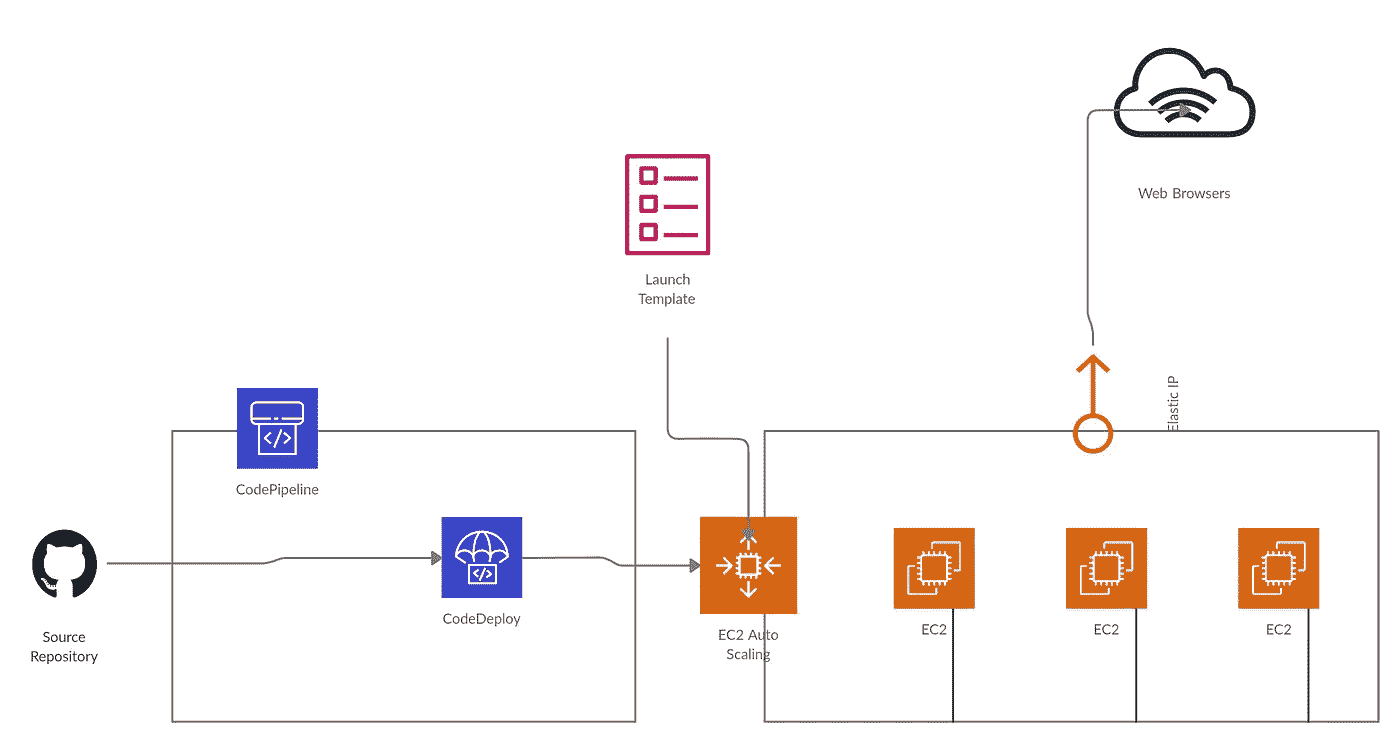 Web Browsers
Launch
Template
Elastic IP
CodePipeline
CodeDeploy
Source
Repository
EC2 Auto
Scaling
EC2
EC2
EC2